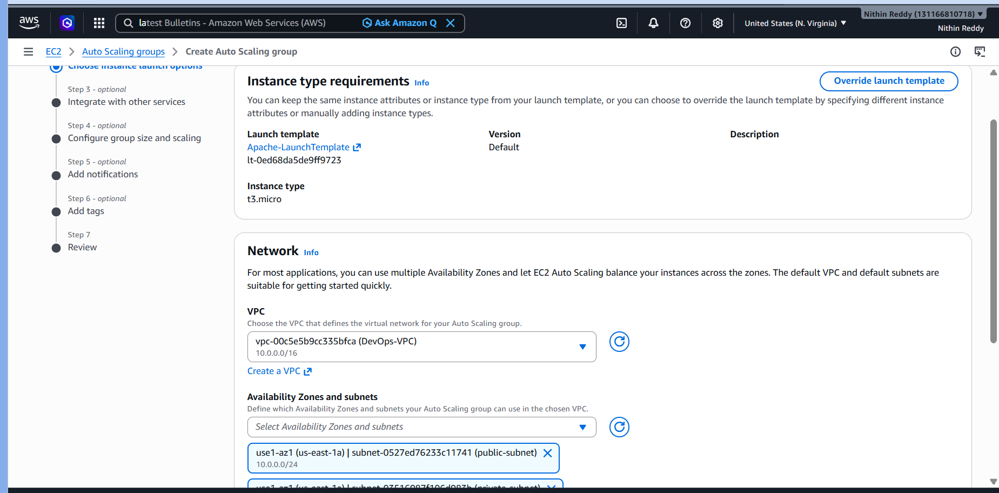 aws
latest Bulletins - Amazon Web Services (AWS)
Ask Amazon Q
United States (N. Virginia)
Nithin Reddy (131166810718)
Nithin Reddy
EC2
Auto Scaling groups
Create Auto Scaling group
Choose instance launch options
Step 3 - optional
Integrate with other services
Step 4 - optional
Configure group size and scaling
Step 5 - optional
Add notifications
Step 6 - optional
Add tags
Step 7
Review
Instance type requirements Info
Override launch template
You can keep the same instance attributes or instance type from your launch template, or you can choose to override the launch template by specifying different instance
attributes or manually adding instance types.
Launch template
Apache-LaunchTemplate
lt-0ed68da5de9ff9723
Version
Default
Description
Instance type
t3.micro
Network Info
For most applications, you can use multiple Availability Zones and let EC2 Auto Scaling balance your instances across the zones. The default VPC and default subnets are
suitable for getting started quickly.
VPC
Choose the VPC that defines the virtual network for your Auto Scaling group.
vpc-00c5e5b9cc335bfca (DevOps-VPC)
10.0.0.0/16
Create a VPC
Availability Zones and subnets
Define which Availability Zones and subnets your Auto Scaling group can use in the chosen VPC.
Select Availability Zones and subnets
use1-az1 (us-east-1a) | subnet-0527ed76233c11741 (public-subnet)
10.0.0.0/24
use1-az1 (us-east-1a) | (private-subnet)